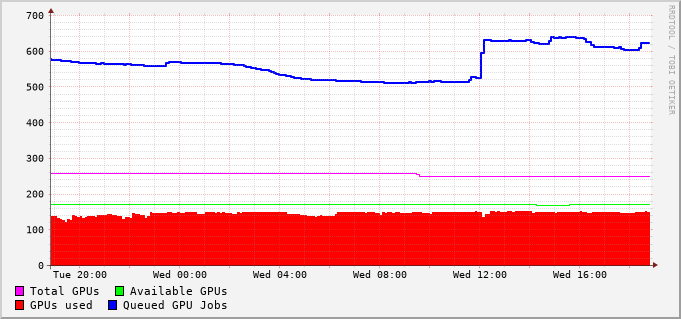 700
600
500
400
300
200
100
0
Tue 20:00 Wed 00:00 Wed 04:00 Wed 08:00 Wed 12:00 Wed 16:00
Total GPUs Available GPUs
GPUs used Queued GPU Jobs
RRDTOOL / TOBI OETIKER